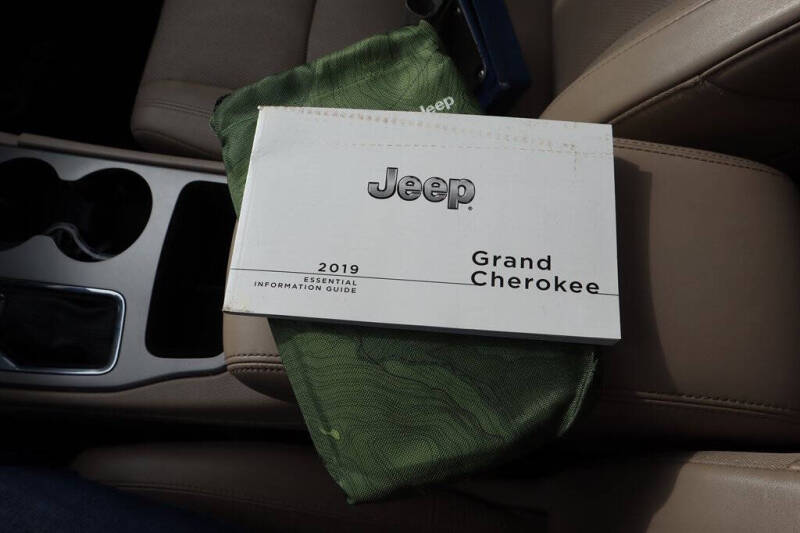 Jeep
Jeep
2019
ESSENTIAL
INFORMATION GUIDE
Grand
Cherokee